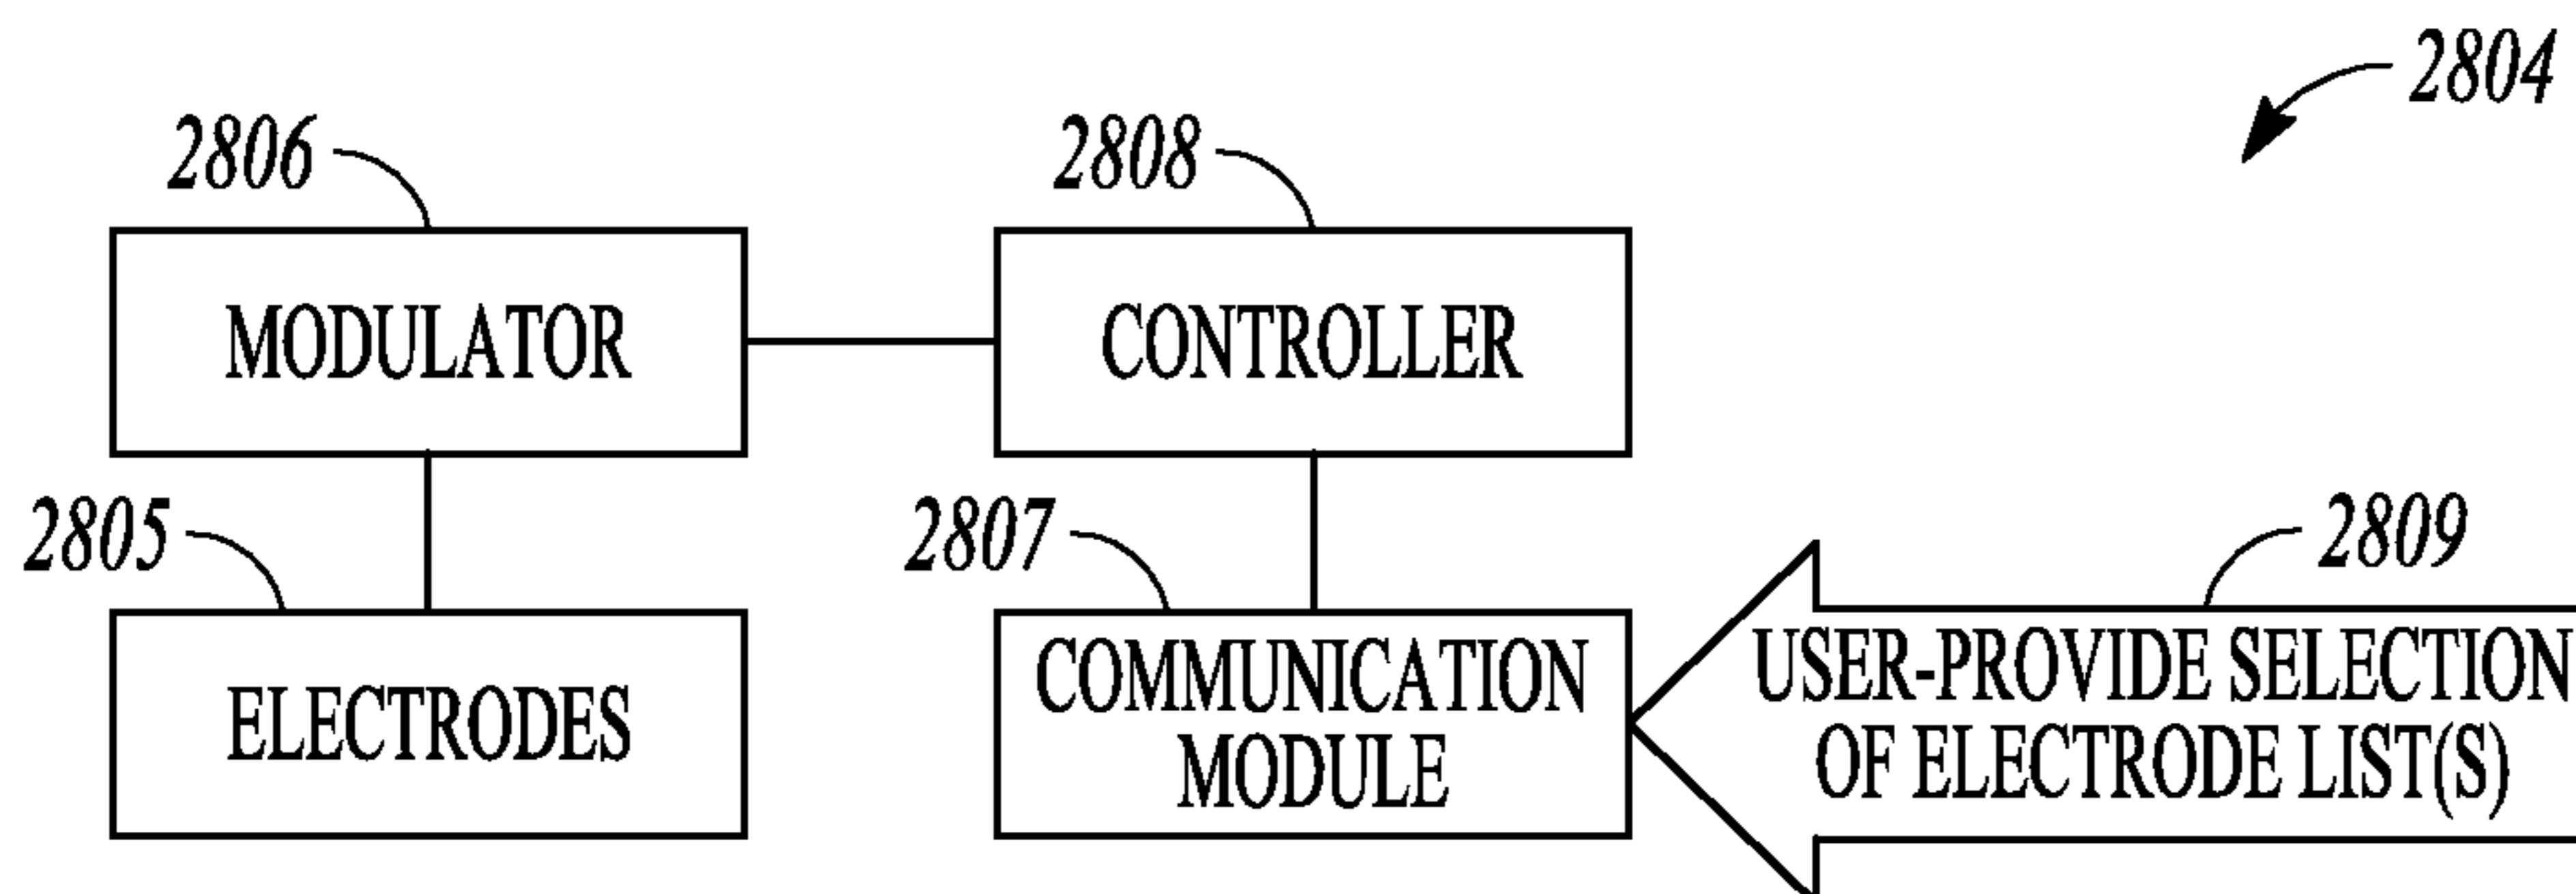 2804
2806
2808
MODULATOR
CONTROLLER
2805
2807
2809
ELECTRODES
COMMUNICATION
MODULE
USER-PROVIDE SELECTION
OF ELECTRODE LIST(S)